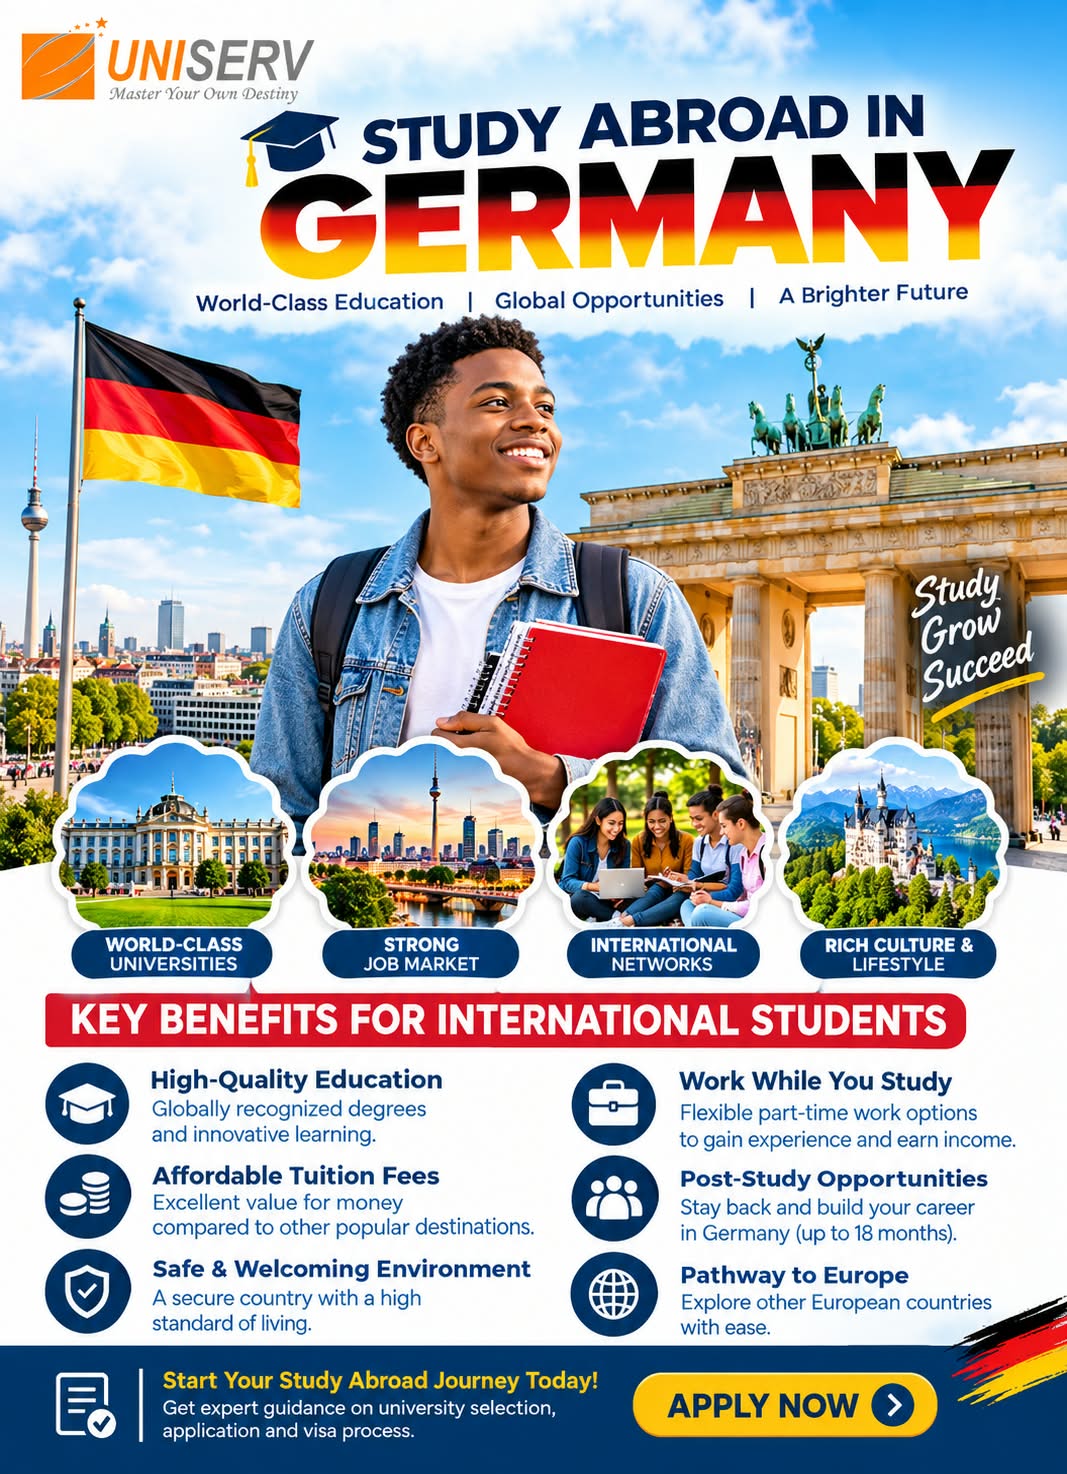 UNISERV
Master Your Own Destiny
STUDY ABROAD IN
GERMANY
World-Class Education | Global Opportunities | A Brighter Future
Study
Grow
Succeed
WORLD-CLASS
UNIVERSITIES
STRONG
JOB MARKET
INTERNATIONAL
NETWORKS
RICH CULTURE &
LIFESTYLE
KEY BENEFITS FOR INTERNATIONAL STUDENTS
High-Quality Education
Globally recognized degrees
and innovative learning.
Work While You Study
Flexible part-time work options
to gain experience and earn income.
Affordable Tuition Fees
Excellent value for money
compared to other popular destinations.
Post-Study Opportunities
Stay back and build your career
in Germany (up to 18 months).
Safe & Welcoming Environment
A secure country with a high
standard of living.
Pathway to Europe
Explore other European countries
with ease.
Start Your Study Abroad Journey Today!
Get expert guidance on university selection,
application and visa process.
APPLY NOW